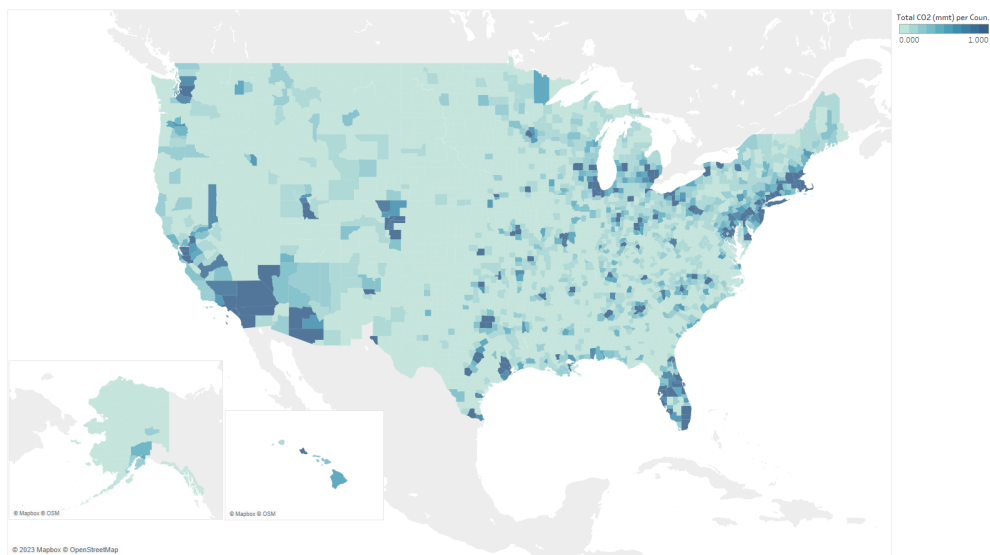 Total CO2 (mmt) per Coun.
0.000 1.000
© Mapbox © OSM
© Mapbox © OSM
© 2023 Mapbox © OpenStreetMap